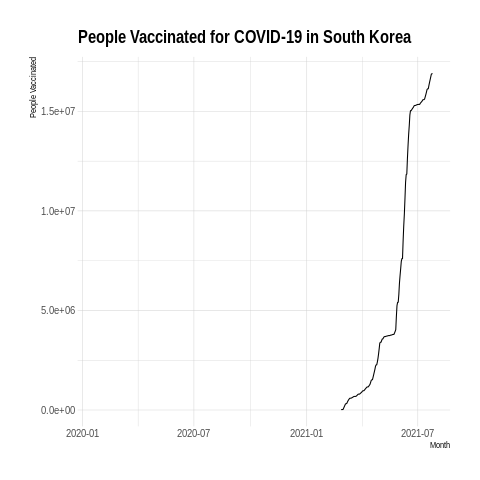 People Vaccinated for COVID-19 in South Korea
People Vaccinated
1.5e+07
1.0e+07
5.0e+06
0.0e+00
2020-01
2020-07
2021-01
2021-07
Month